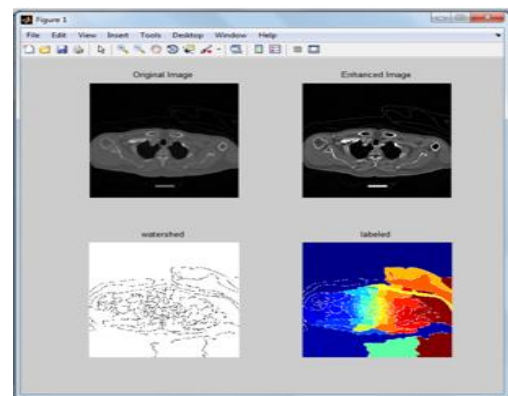 Figure 1
File Edit View Insert Tools Desktop Window Help
Original Image Enhanced Image
watershed labeled